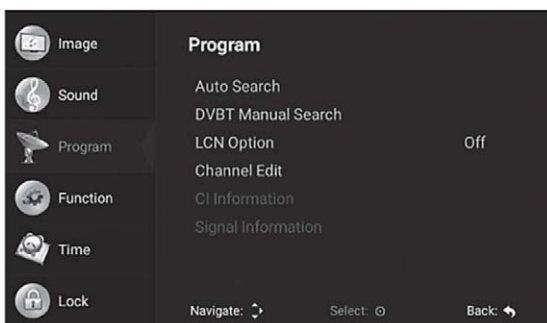 Image
Sound
Program
Function
Time
Lock
Program
Auto Search
DVBT Manual Search
LCN Option Off
Channel Edit
CI Information
Signal Information
Navigate: Select: Back: